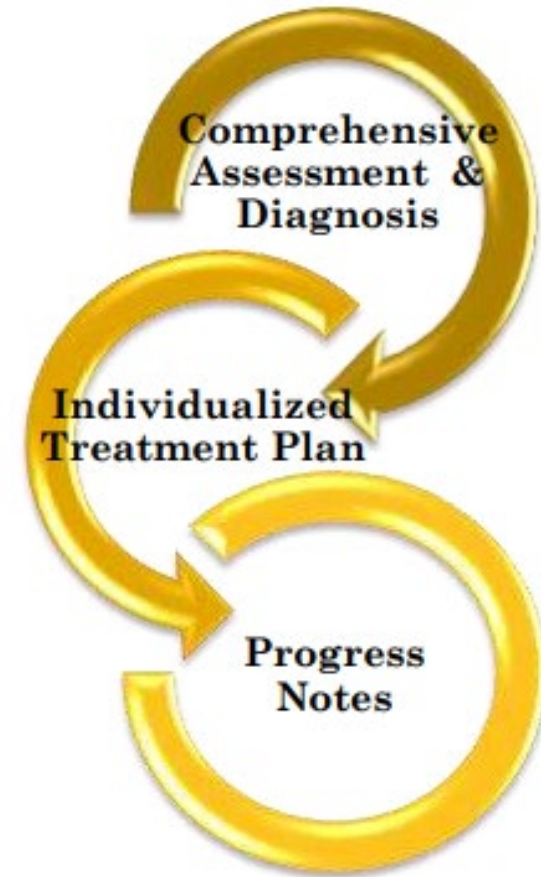 Comprehensive
Assessment &
Diagnosis
Individualized
Treatment Plan
Progress
Notes